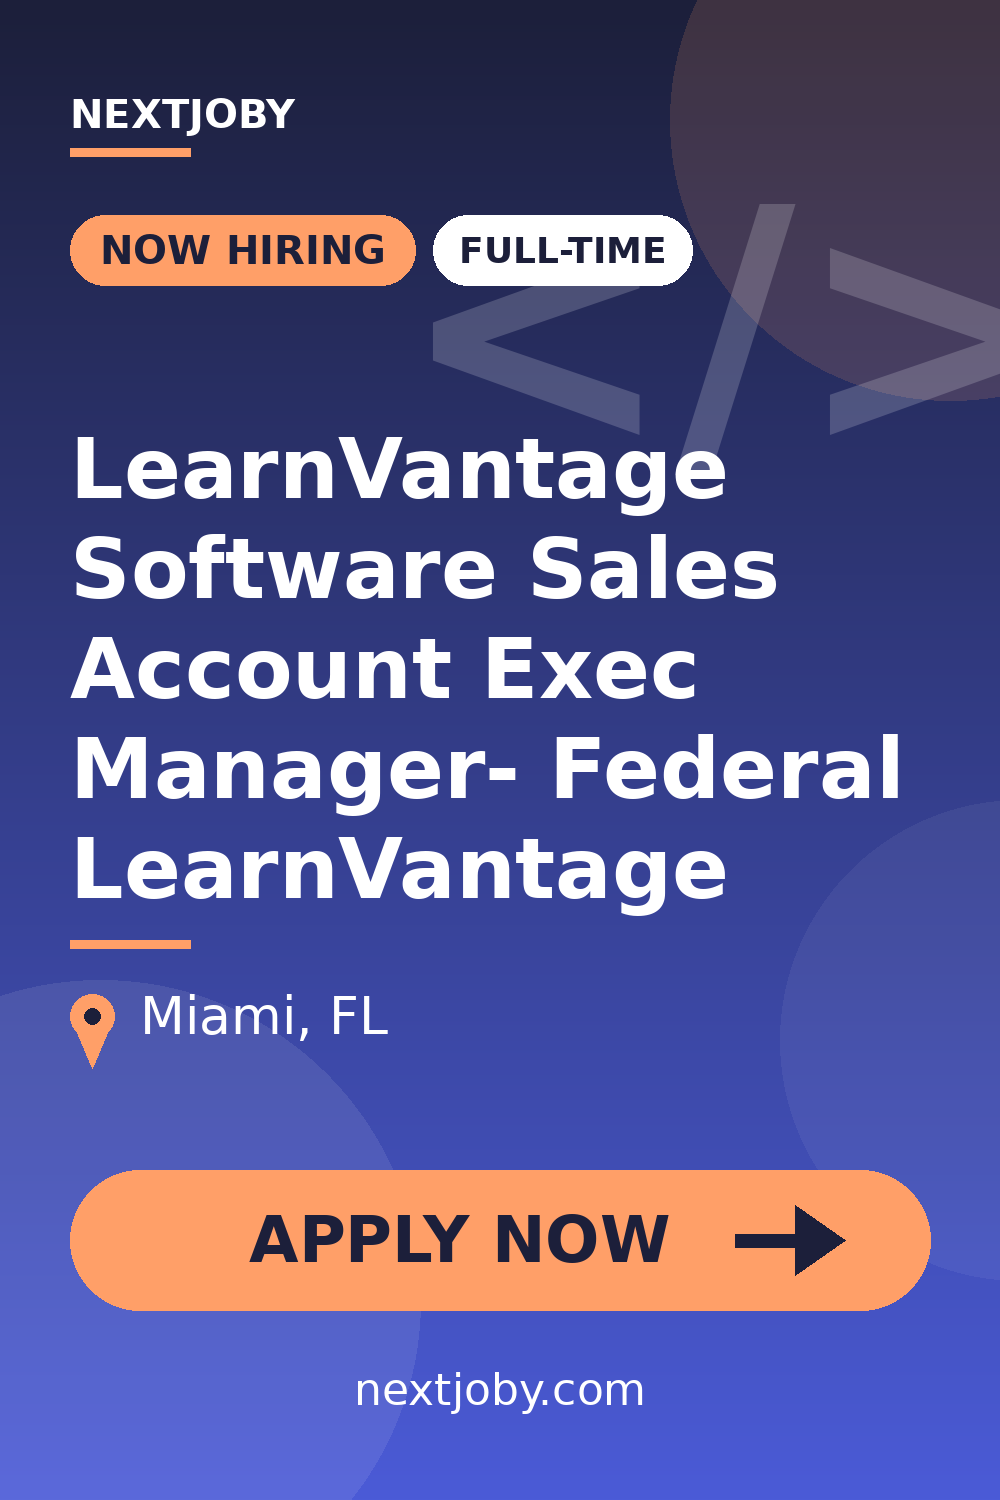 NEXTJOBY
NOW HIRING
FULL-TIME
</>
LearnVantage
Software Sales
Account Exec
Manager- Federal
LearnVantage
Miami, FL
APPLY NOW
nextjoby.com